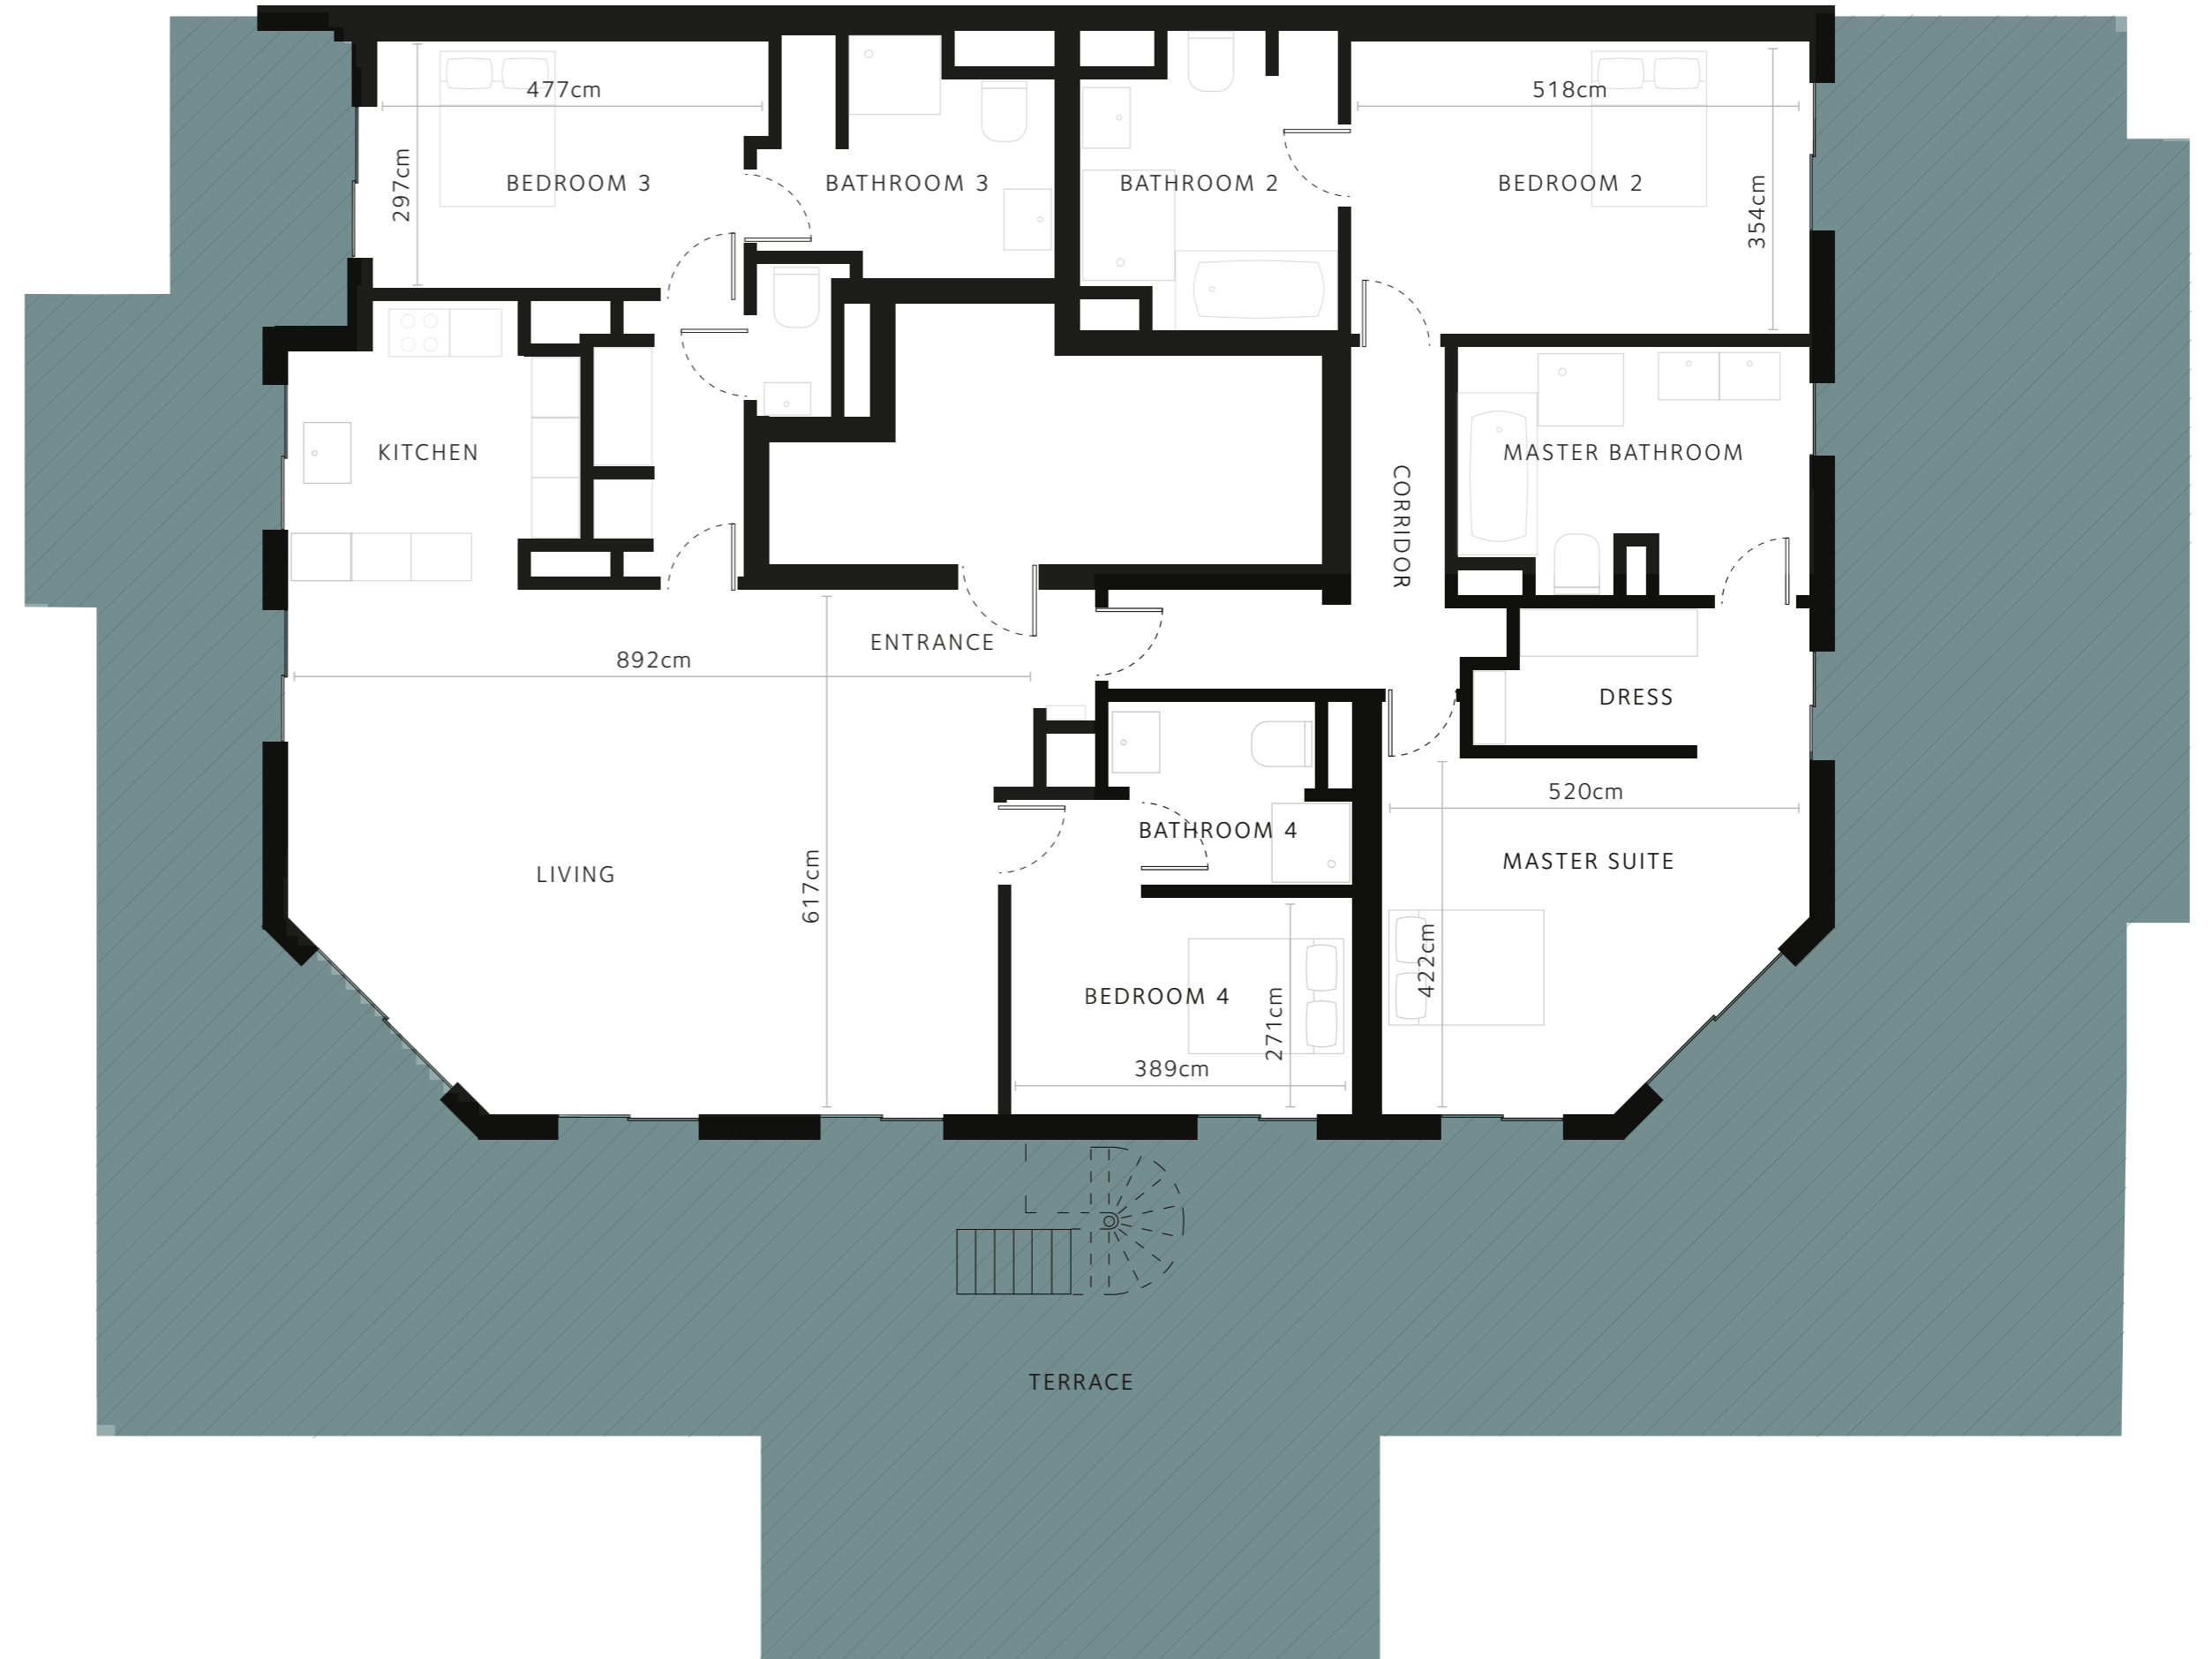 477cm
518cm
297cm
BEDROOM 3
BATHROOM 3
BATHROOM 2
BEDROOM 2
354cm
KITCHEN
MASTER BATHROOM
CORRIDOR
ENTRANCE
892cm
DRESS
520cm
BATHROOM 4
MASTER SUITE
LIVING
617cm
422cm
BEDROOM 4
271cm
389cm
TERRACE